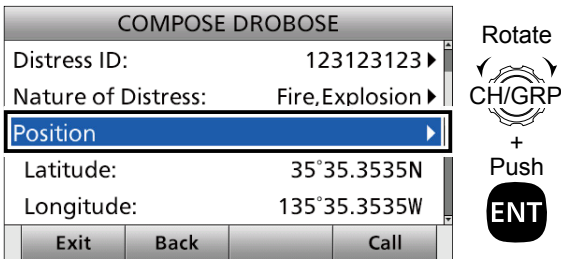 COMPOSE DROBOSE
Distress ID: 123123123
Nature of Distress: Fire,Explosion
Position
Latitude: 35°35.3535N
Longitude: 135°35.3535W
Exit Back Call
Rotate
CH/GRP
+
Push
ENT